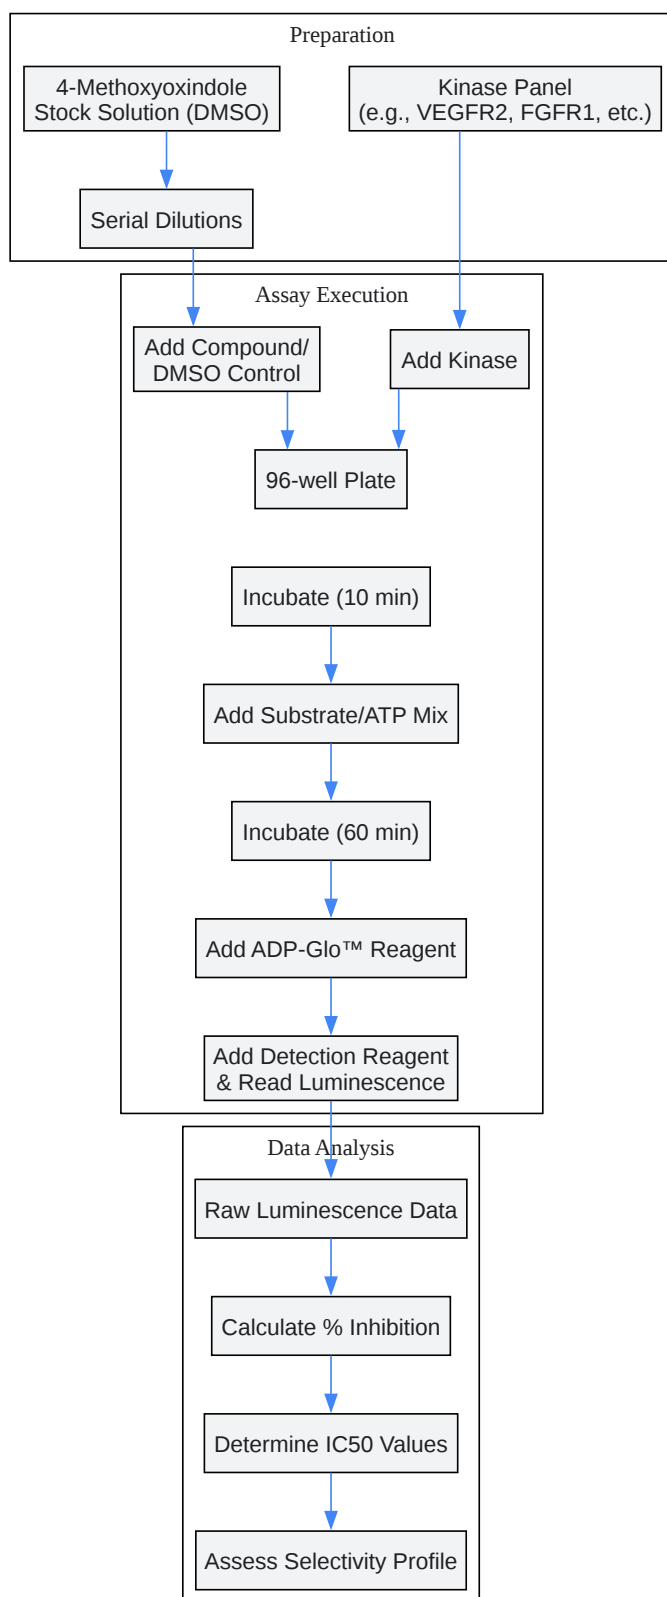 Preparation
4-Methoxyoxindole
Stock Solution (DMSO)
Kinase Panel
(e.g., VEGFR2, FGFR1, etc.)
Serial Dilutions
Assay Execution
Add Compound/
DMSO Control
Add Kinase
96-well Plate
Incubate (10 min)
Add Substrate/ATP Mix
Incubate (60 min)
Add ADP-Glo™ Reagent
Add Detection Reagent
& Read Luminescence
Data Analysis
Raw Luminescence Data
Calculate % Inhibition
Determine IC50 Values
Assess Selectivity Profile